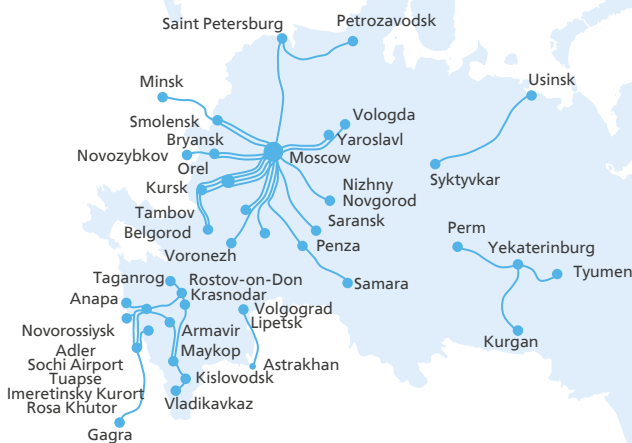 Saint Petersburg
Petrozavodsk
Minsk
Usinsk
Smolensk
Vologda
Bryansk
Yaroslavl
Novozybkov
Moscow
Orel
Syktyvkar
Kursk
Nizhny
Novgorod
Tambov
Saransk
Belgorod
Perm
Voronezh
Penza
Yekaterinburg
Tyumen
Taganrog
Rostov-on-Don
Samara
Anapa
Krasnodar
Volgograd
Lipetsk
Novorossiysk
Armavir
Kurgan
Adler
Maykop
Sochi Airport
Astrakhan
Tuapse
Kislovodsk
Imeretinsky Kurort
Rosa Khutor
Vladikavkaz
Gagra